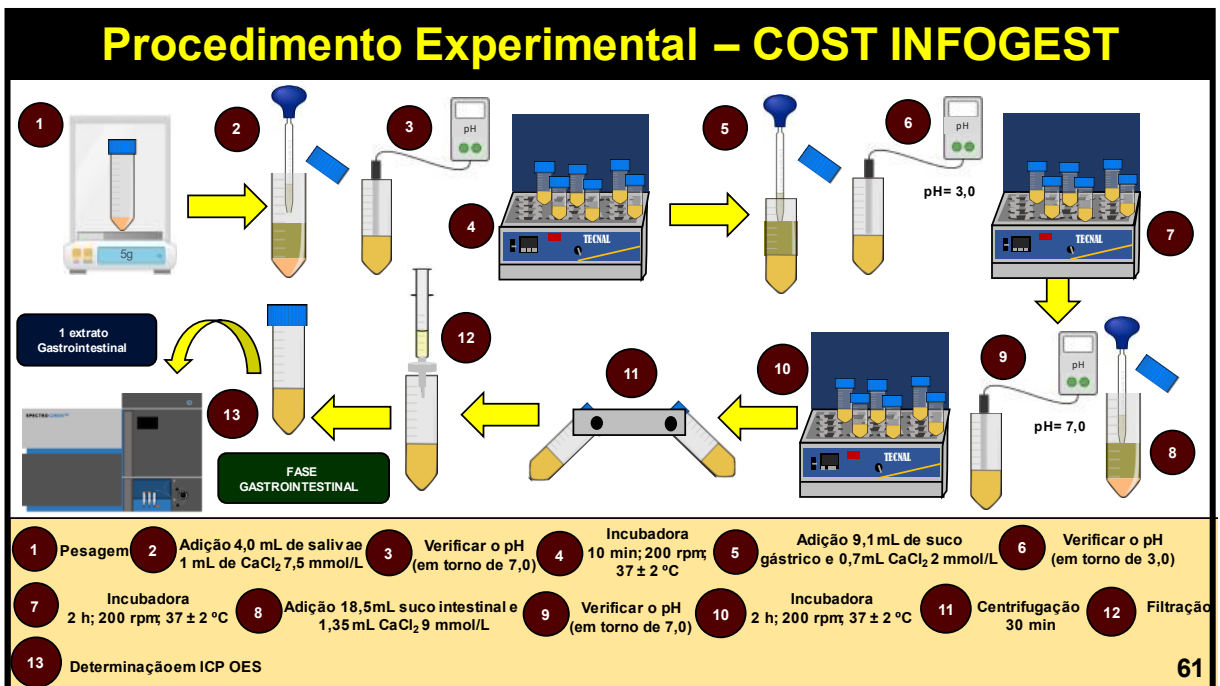 Procedimento Experimental – COST INFOGEST
1
2
3
pH
4
TECNAL
5
6
pH
pH= 3,0
7
TECNAL
1 extrato
Gastrointestinal
5g
12
11
10
TECNAL
9
pH
pH= 7,0
8
SPECTRO
13
FASE
GASTROINTESTINAL
1 Pesagem
2 Adição 4,0 mL de saliva e
1 mL de CaCl₂ 7,5 mmol/L
3 Verificar o pH
(em torno de 7,0)
4 Incubadora
10 min; 200 rpm;
37 ± 2 ºC
5 Adição 9,1mL de suco
gástrico e 0,7mL CaCl₂ 2 mmol/L
6 Verificar o pH
(em torno de 3,0)
7 Incubadora
2 h; 200 rpm; 37 ± 2 ºC
8 Adição 18,5mL suco intestinal e
1,35 mL CaCl₂ 9 mmol/L
9 Verificar o pH
(em torno de 7,0)
10 Incubadora
2 h; 200 rpm; 37 ± 2 ºC
11 Centrifugação
30 min
12 Filtração
13 Determinaçãoem ICP OES
61